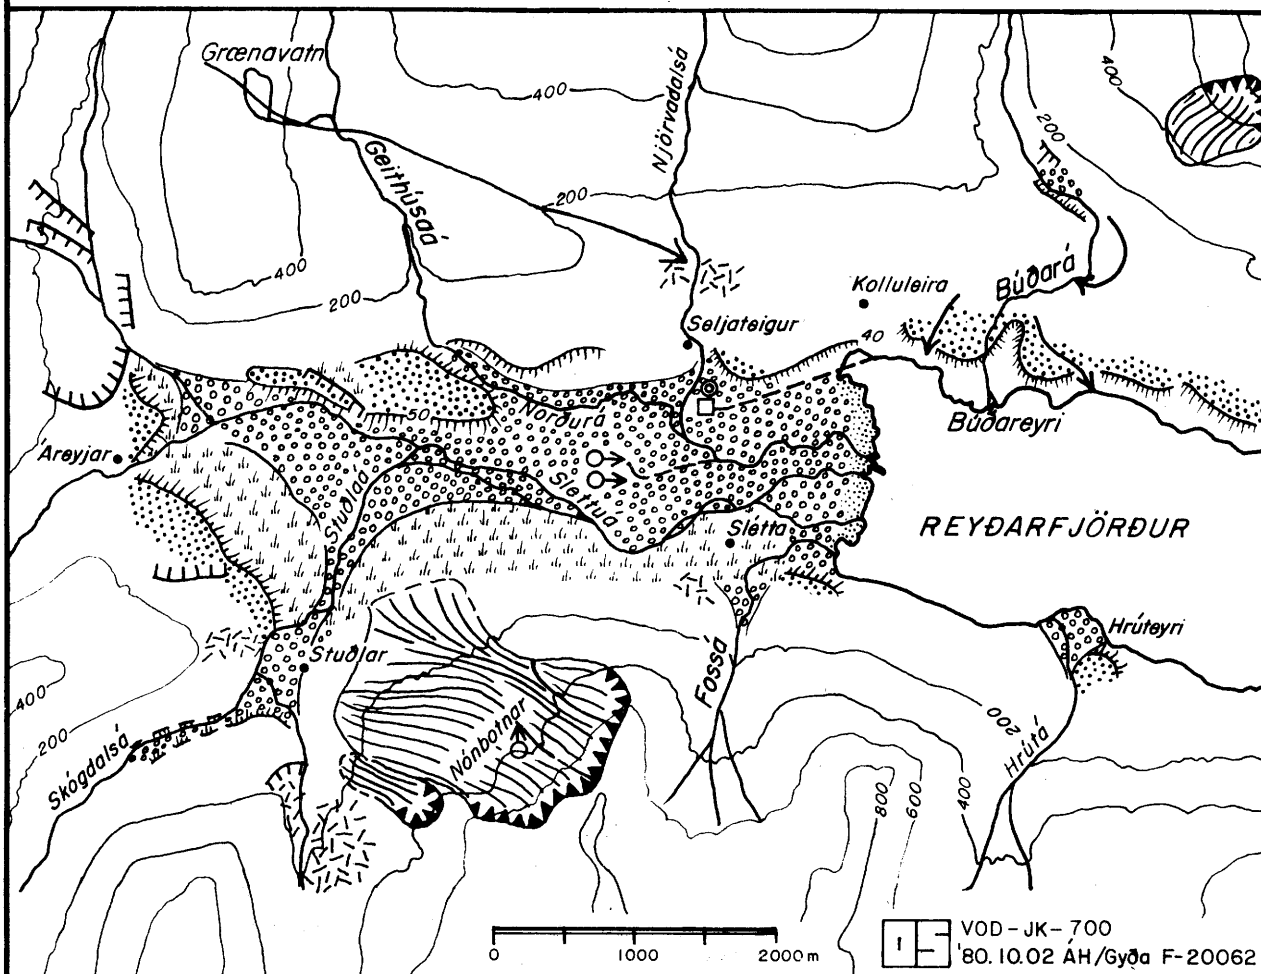 Grænavatn
Njörvadalsá
400
400
200
Geithúsaá
200
400
200
Búðará
Kolluleira
Seljateigur
40
50
Norðurá
Búðareyri
Áreyjar
Sléttuá
Stuðlaá
Slétta
REYÐARFJÖRÐUR
Hrúteyri
Stuðlar
Fossá
400
200
Nónbotnar
200
Hrútá
Skógdalsá
800
600
400
0 1000 2000 m
VOD-JK-700
'80.10.02 ÁH/Gyða F-20062